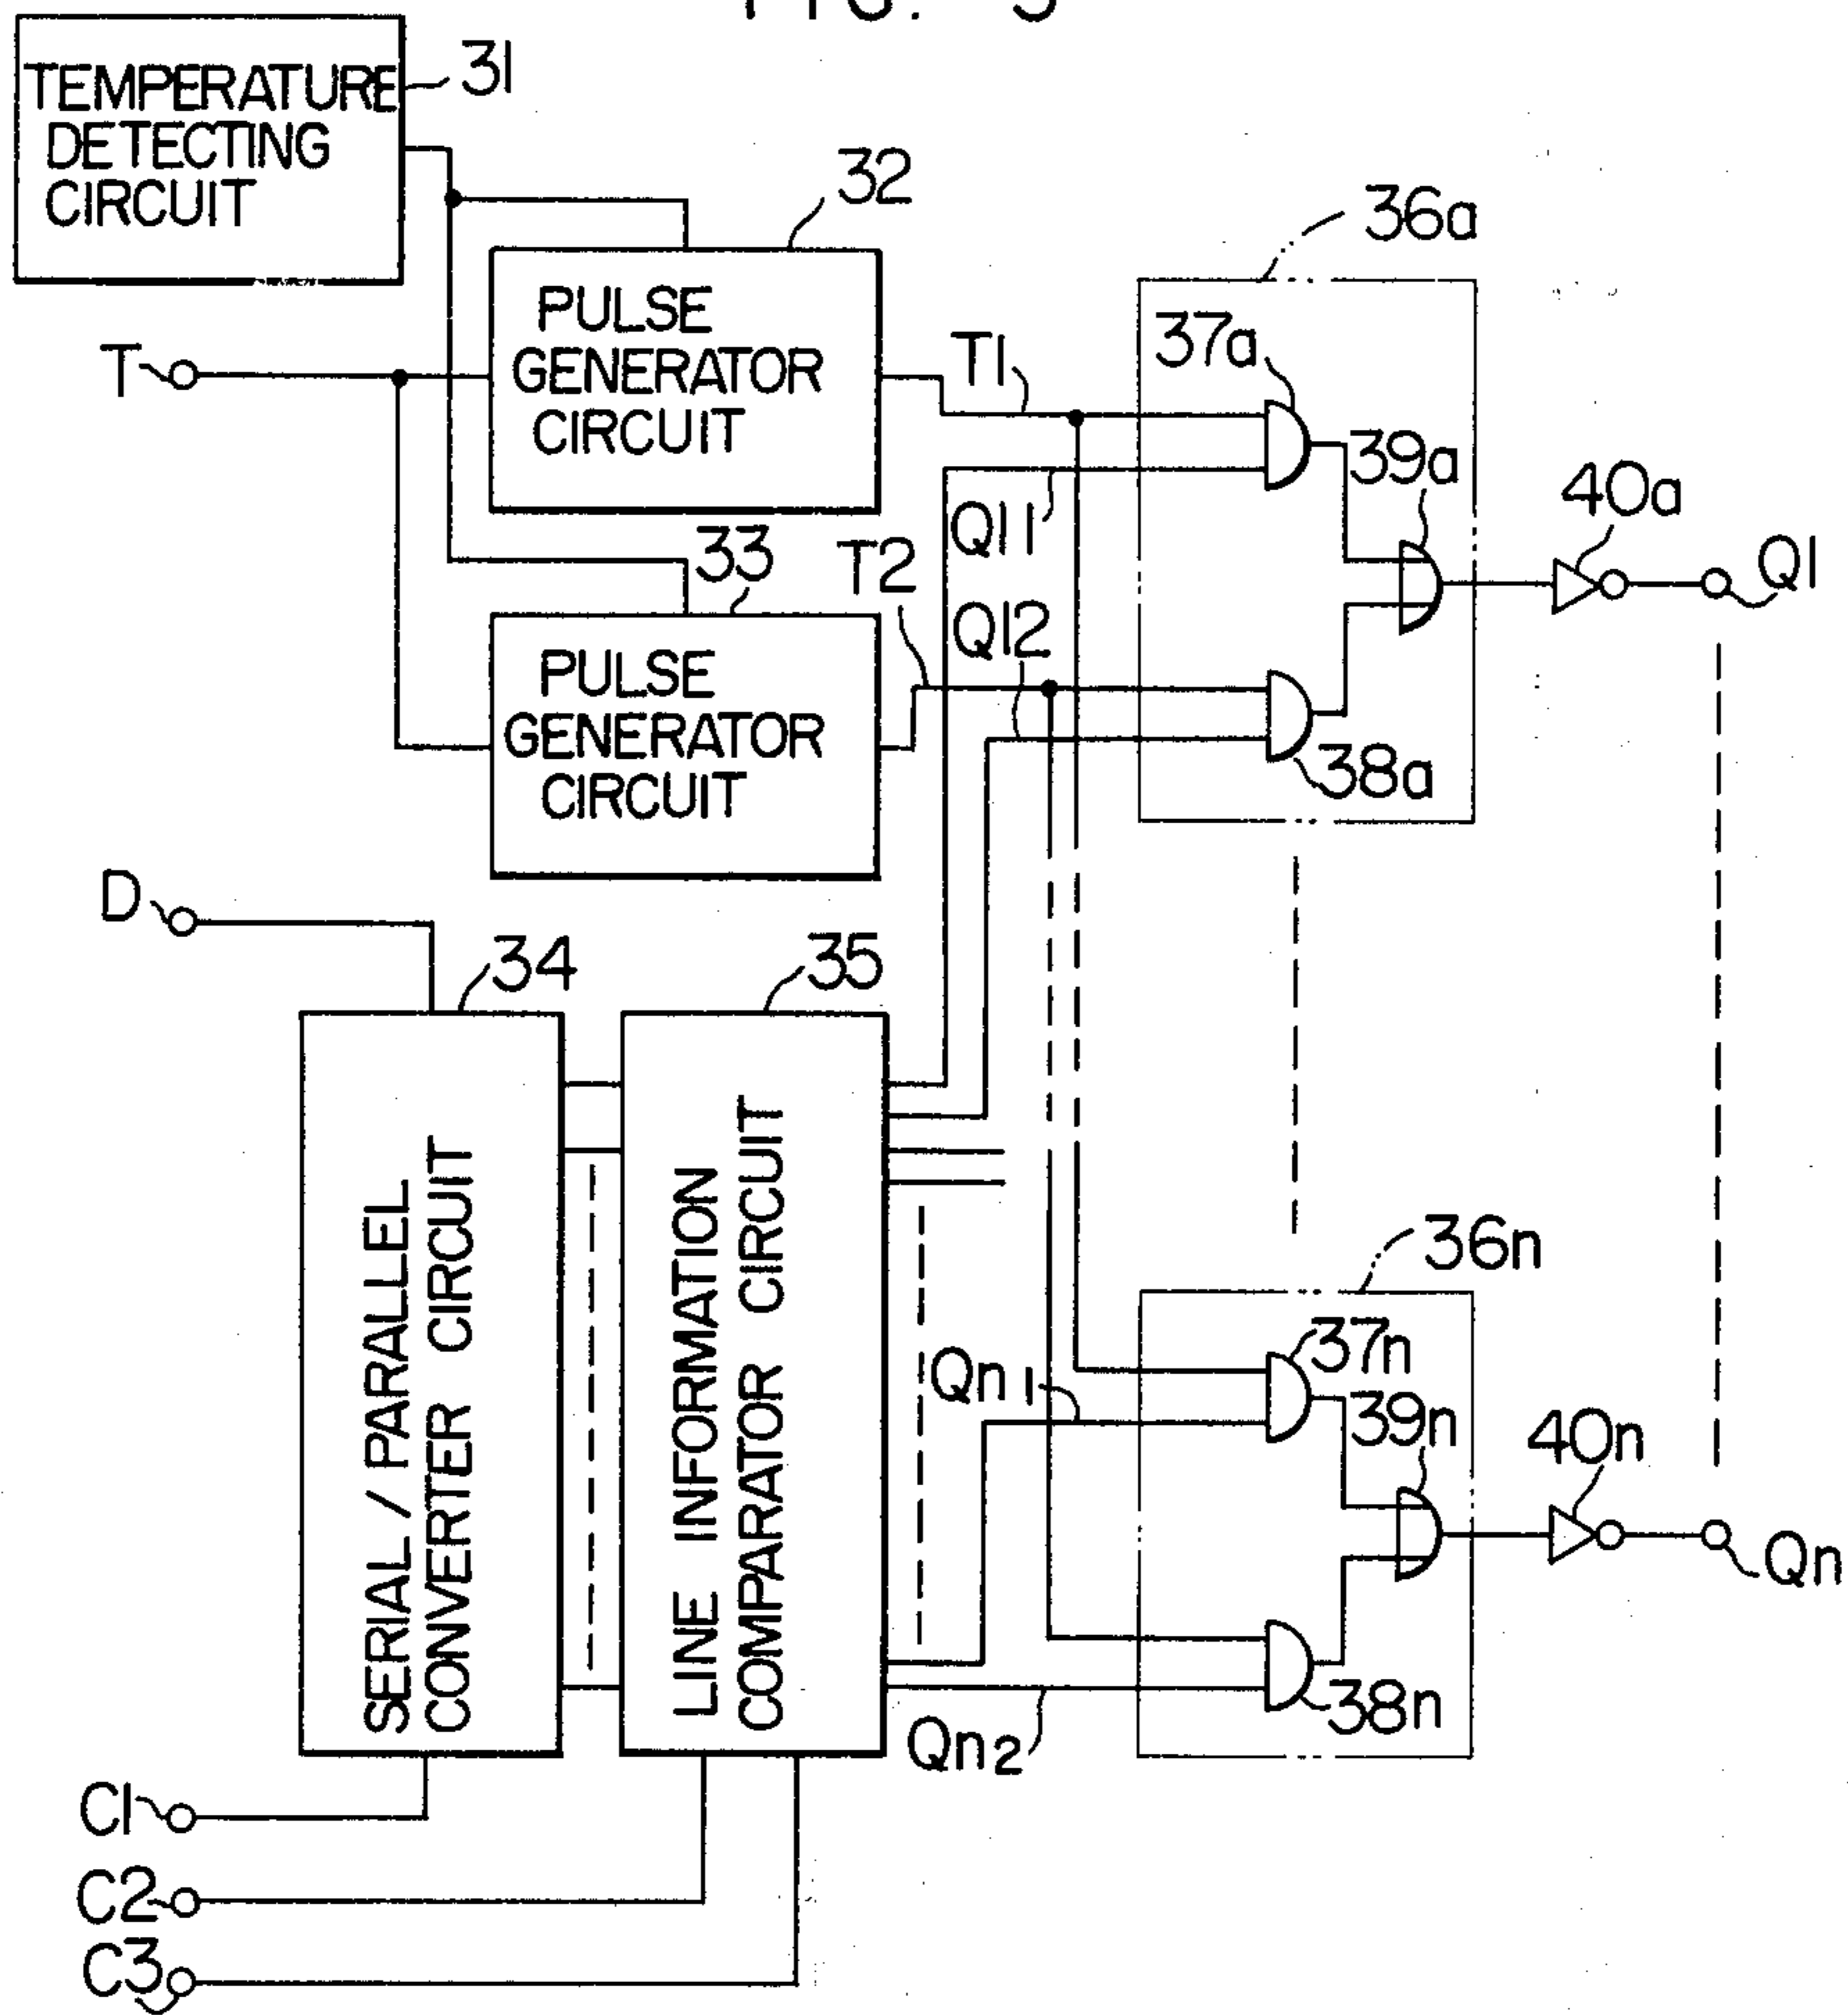 FIG. 3
TEMPERATURE
DETECTING
CIRCUIT
31
32
PULSE
GENERATOR
CIRCUIT
T
T1
36a
37a
39a
40a
Q1
Q11
33
T2
Q12
PULSE
GENERATOR
CIRCUIT
38a
D
34
35
SERIAL / PARALLEL
CONVERTER CIRCUIT
LINE INFORMATION
COMPARATOR CIRCUIT
36n
37n
Qn1
39n
40n
Qn
38n
Qn2
C1
C2
C3